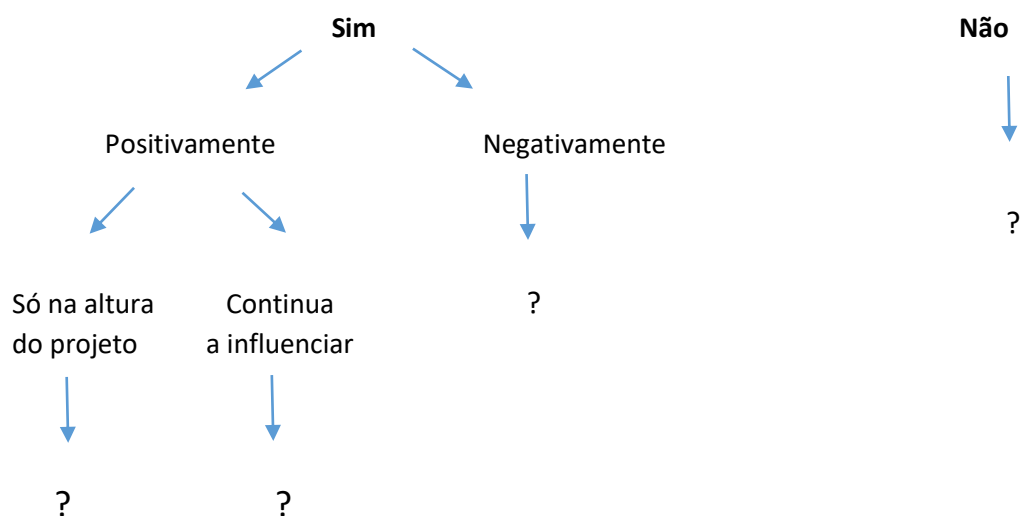 Sim Não
Positivamente Negativamente
?
Só na altura Continua ?
do projeto a influenciar
? ?